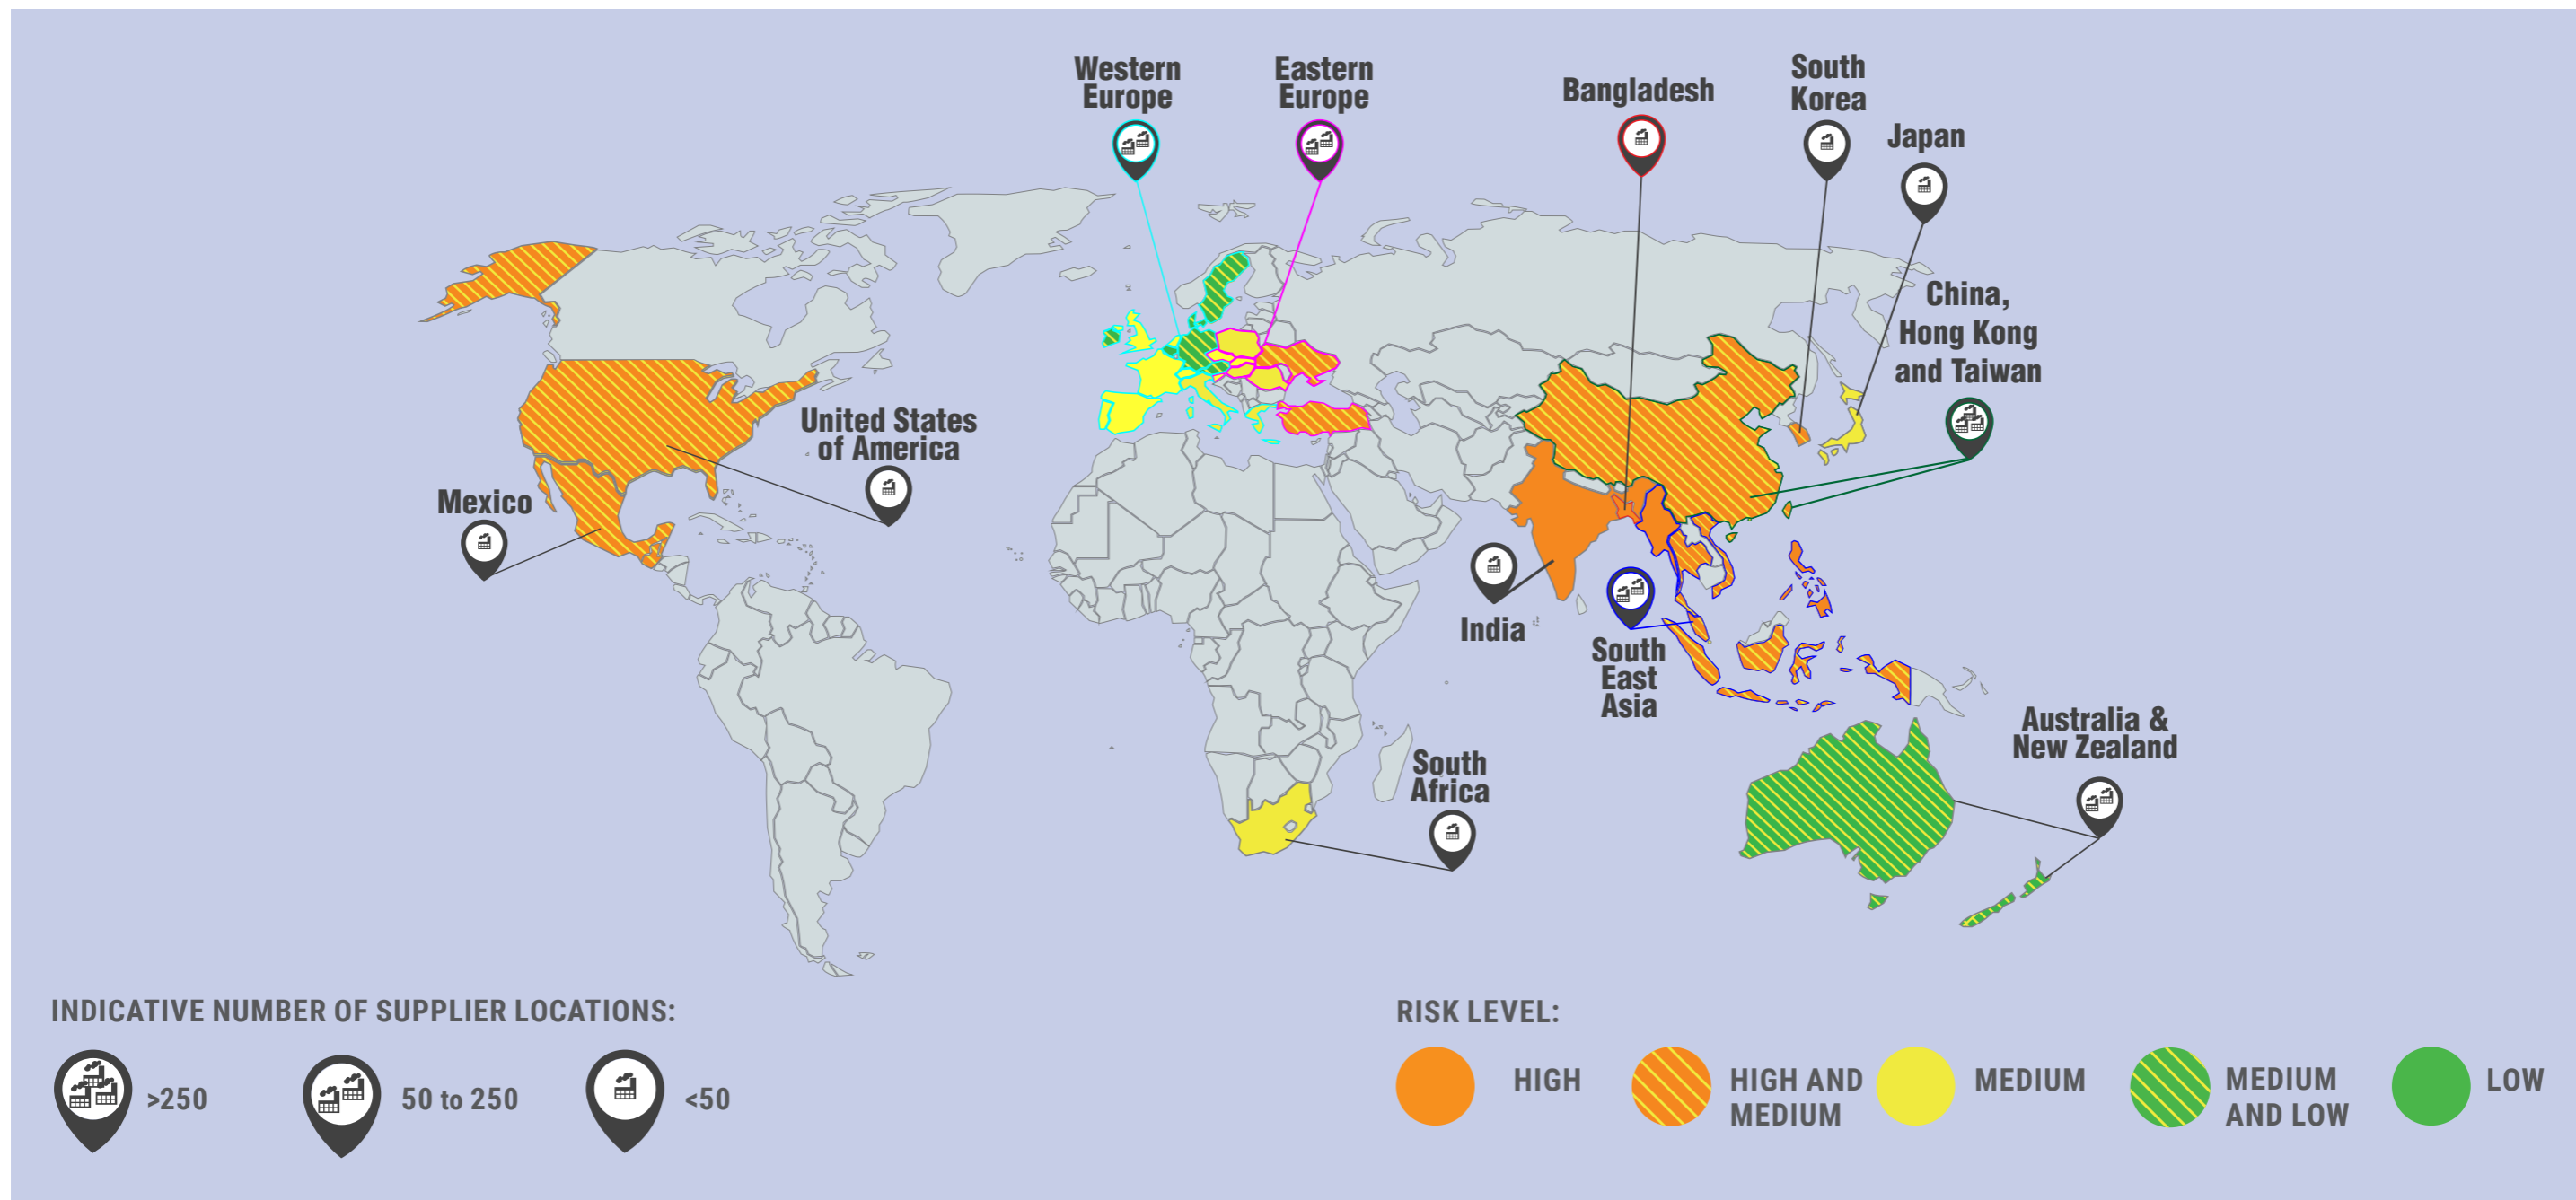 Western
Europe
Eastern
Europe
Bangladesh
South
Korea
Japan
China,
Hong Kong
and Taiwan
United States
of America
Mexico
India
South
East
Asia
South
Africa
Australia &
New Zealand
INDICATIVE NUMBER OF SUPPLIER LOCATIONS:
>250
50 to 250
<50
RISK LEVEL:
HIGH
HIGH AND
MEDIUM
MEDIUM
MEDIUM
AND LOW
LOW